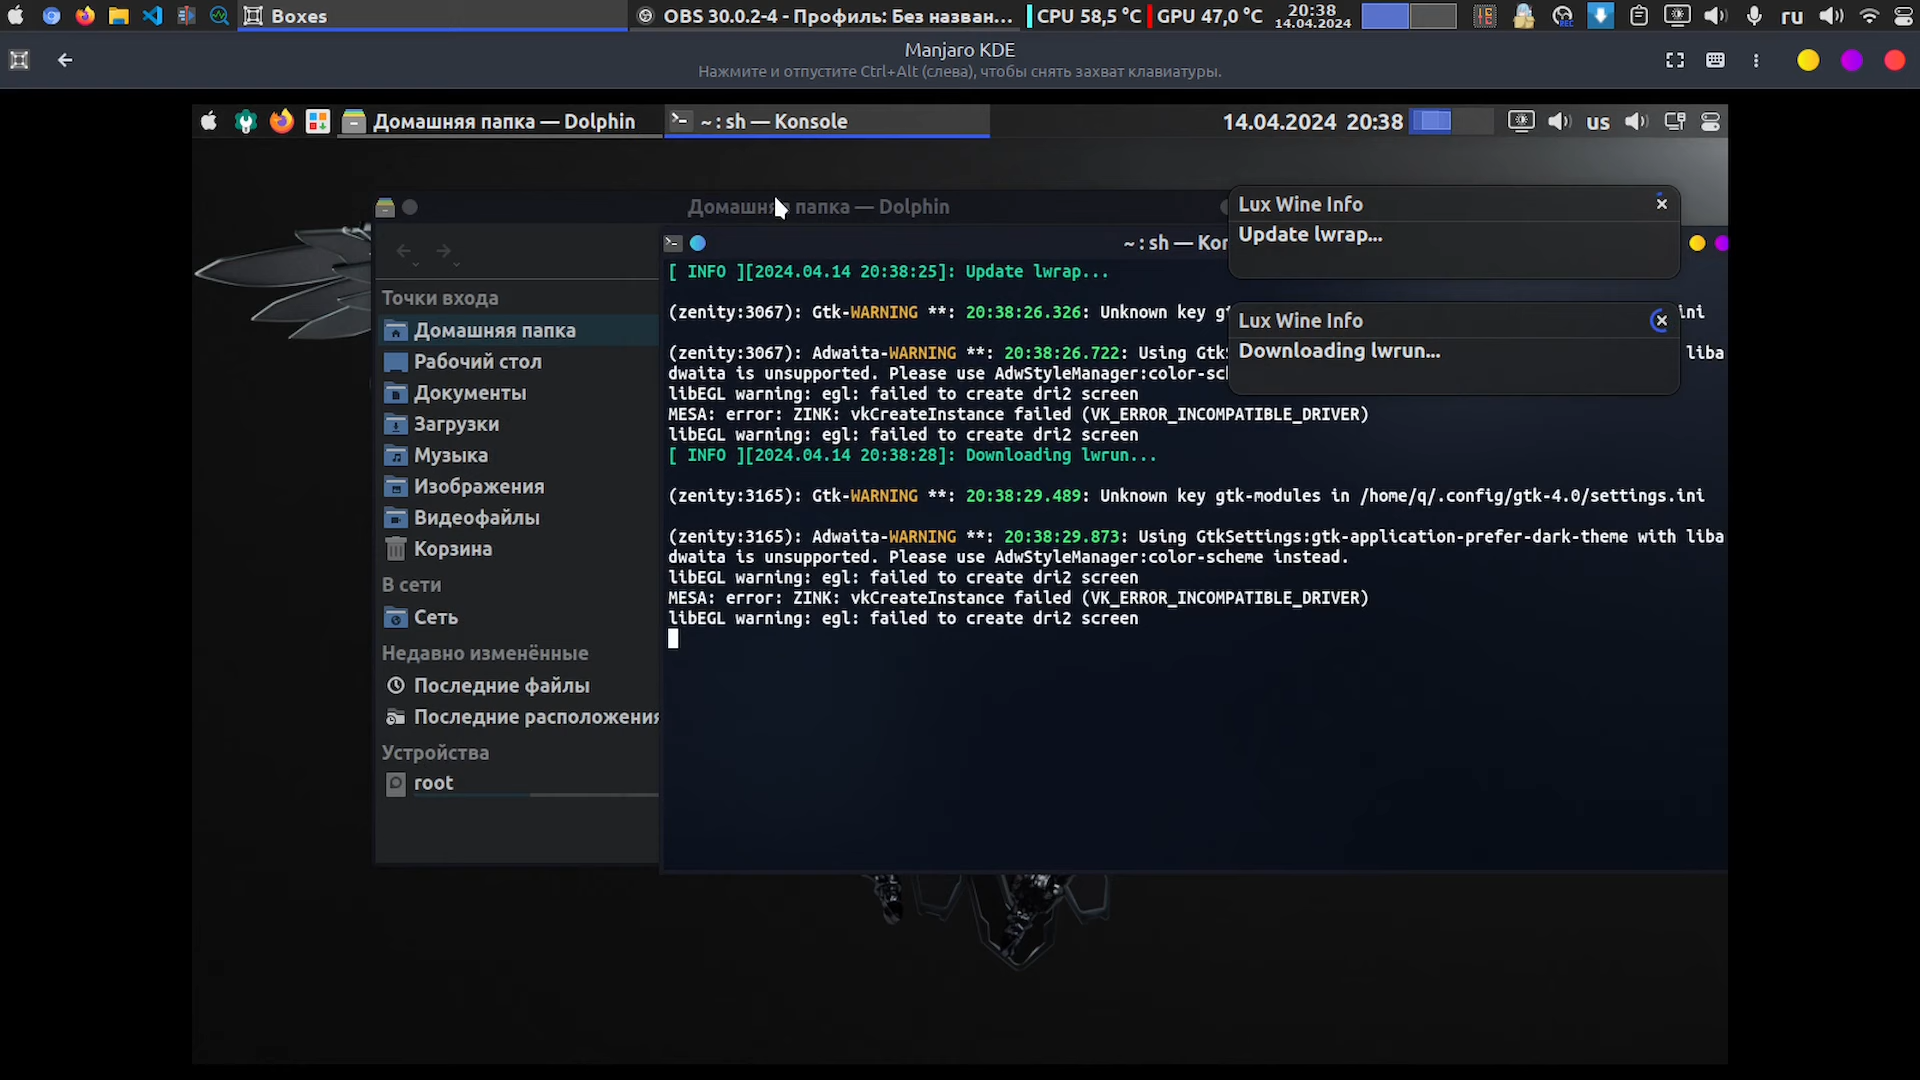 Boxes
OBS 30.0.2-4 - Профиль: Без назван...
CPU 58,5 °C
GPU 47,0 °C
20:38
14.04.2024
ru
Manjaro KDE
Нажмите и отпустите Ctrl+Alt (слева), чтобы снять захват клавиатуры.
Домашняя папка — Dolphin
~ : sh — Konsole
14.04.2024 20:38
us
Домашняя папка — Dolphin
Точки входа
Домашняя папка
Рабочий стол
Документы
Загрузки
Музыка
Изображения
Видеофайлы
Корзина
В сети
Сеть
Недавно изменённые
Последние файлы
Последние расположения
Устройства
root
~ : sh — Kon
[ INFO ][2024.04.14 20:38:25]: Update lwrap...
(zenity:3067): Gtk-WARNING **: 20:38:26.326: Unknown key gt ini
(zenity:3067): Adwaita-WARNING **: 20:38:26.722: Using Gtk liba
dwaita is unsupported. Please use AdwStyleManager:color-sch
libEGL warning: egl: failed to create dri2 screen
MESA: error: ZINK: vkCreateInstance failed (VK_ERROR_INCOMPATIBLE_DRIVER)
libEGL warning: egl: failed to create dri2 screen
[ INFO ][2024.04.14 20:38:28]: Downloading lwrun...
(zenity:3165): Gtk-WARNING **: 20:38:29.489: Unknown key gtk-modules in /home/q/.config/gtk-4.0/settings.ini
(zenity:3165): Adwaita-WARNING **: 20:38:29.873: Using GtkSettings:gtk-application-prefer-dark-theme with liba
dwaita is unsupported. Please use AdwStyleManager:color-scheme instead.
libEGL warning: egl: failed to create dri2 screen
MESA: error: ZINK: vkCreateInstance failed (VK_ERROR_INCOMPATIBLE_DRIVER)
libEGL warning: egl: failed to create dri2 screen
Lux Wine Info
Update lwrap...
Lux Wine Info
Downloading lwrun...